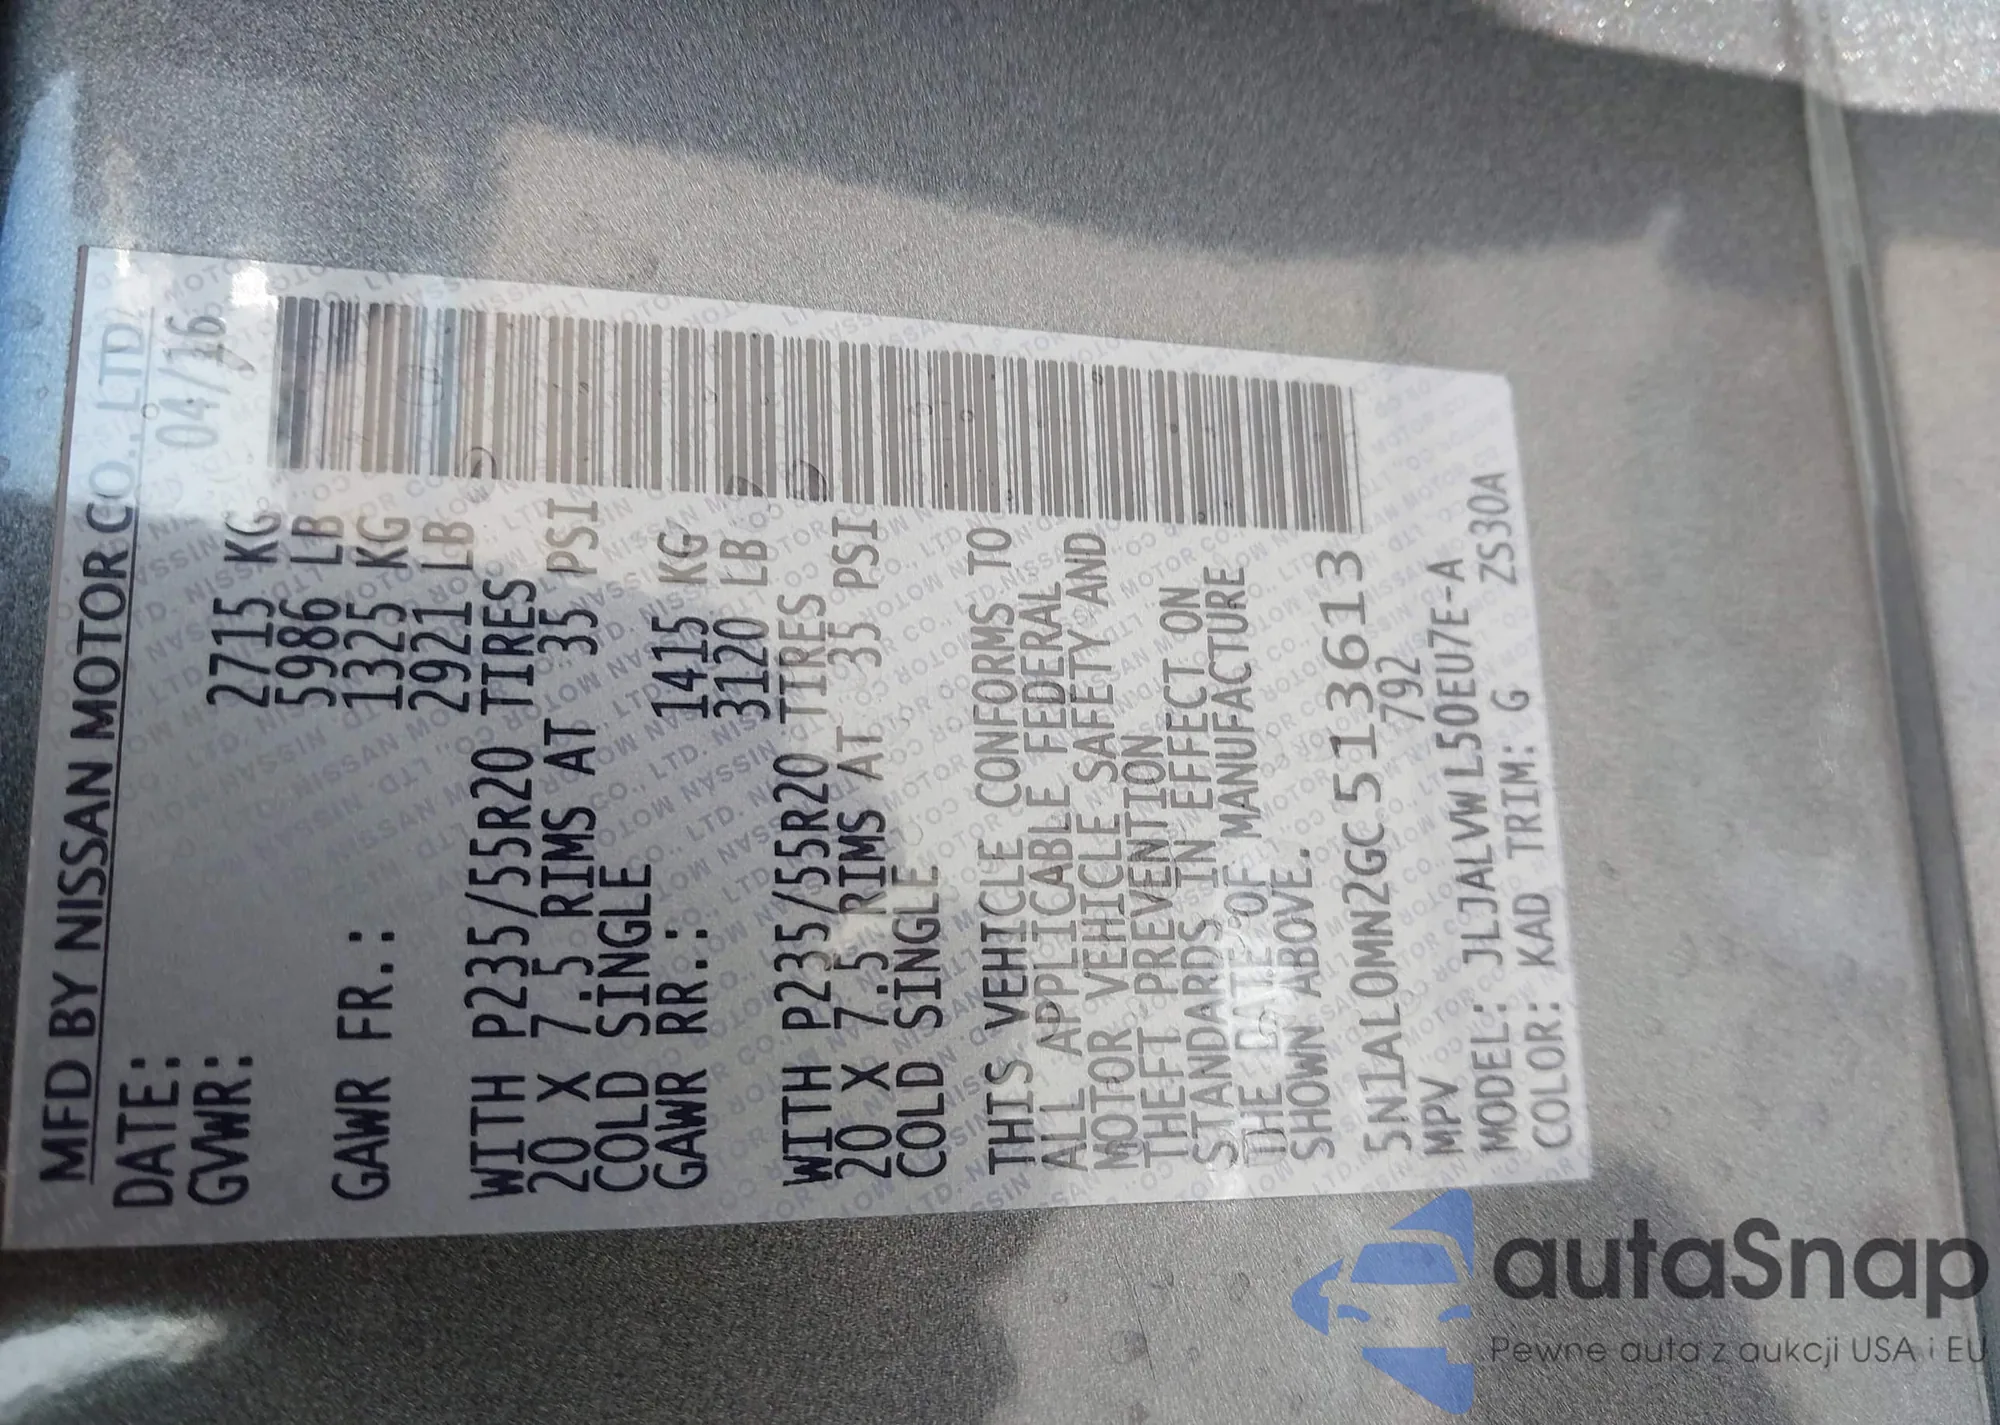 MFD BY NISSAN MOTOR CO., LTD.
DATE: 04/16
GVWR: 2715 KG
5986 LB
GAWR FR.: 1325 KG
2921 LB
WITH P235/55R20 TIRES
20 X 7.5 RIMS AT 35 PSI
COLD SINGLE
GAWR RR.: 1415 KG
3120 LB
WITH P235/55R20 TIRES
20 X 7.5 RIMS AT 35 PSI
COLD SINGLE
THIS VEHICLE CONFORMS TO
ALL APPLICABLE FEDERAL
MOTOR VEHICLE SAFETY AND
THEFT PREVENTION
STANDARDS IN EFFECT ON
THE DATE OF MANUFACTURE
SHOWN ABOVE.
5N1AL0MN2GC513613
MPV 792
MODEL: JLJALVWL50EU7E-A
COLOR: KAD TRIM: G ZS30A
autaSnap
Pewne auta z aukcji USA i EU